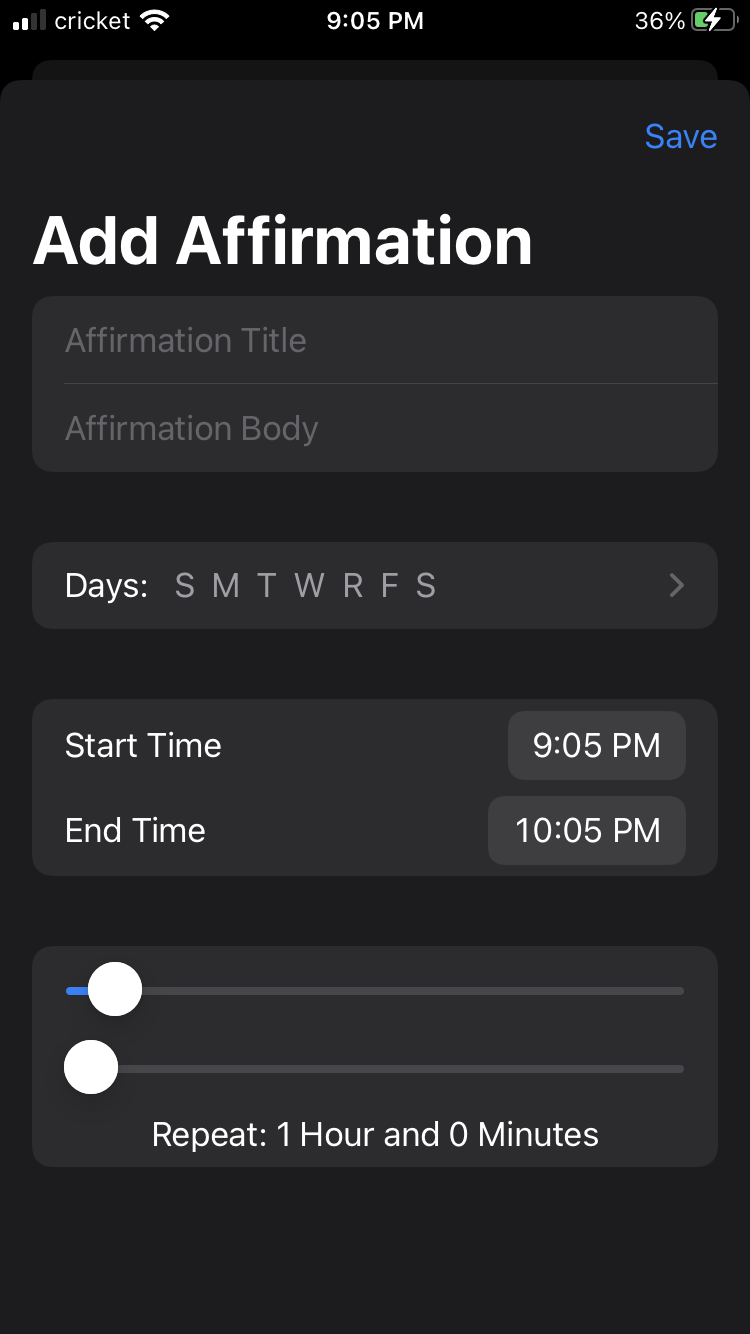 cricket 9:05 PM 36%
Save
Add Affirmation
Affirmation Title
Affirmation Body
Days: S M T W R F S
Start Time 9:05 PM
End Time 10:05 PM
Repeat: 1 Hour and 0 Minutes